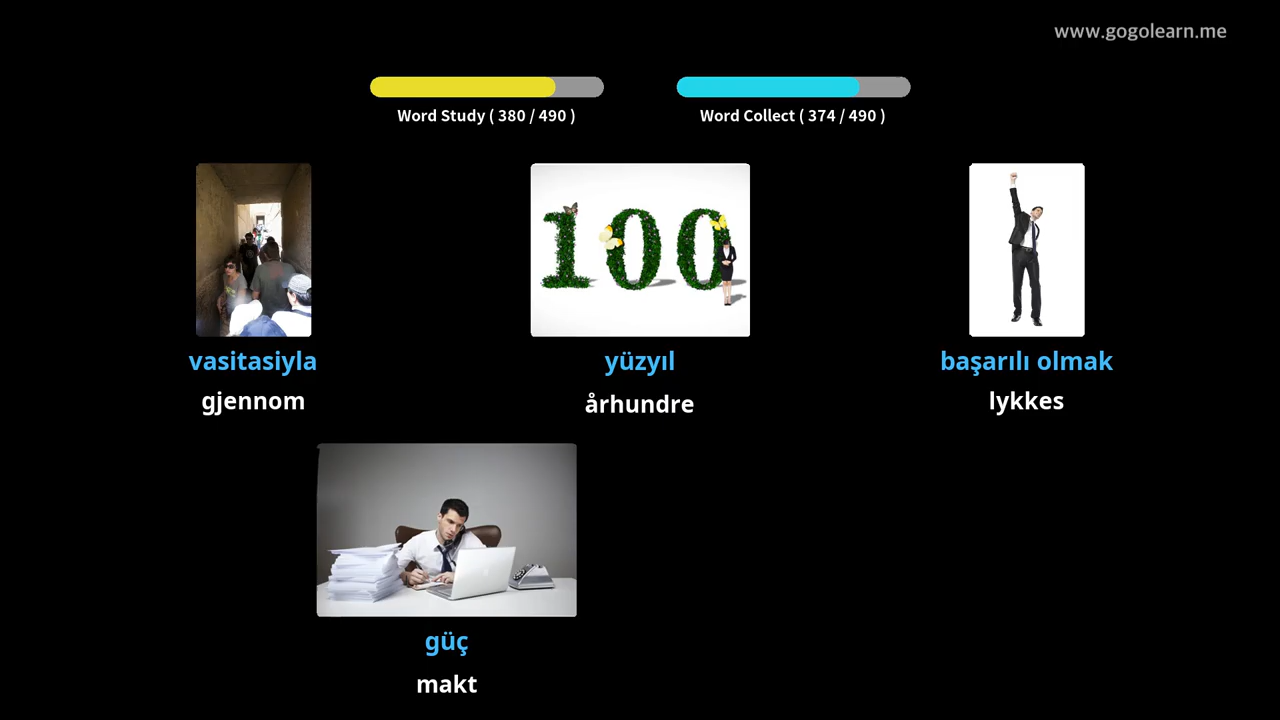 www.gogolearn.me
Word Study ( 380 / 490 )
Word Collect ( 374 / 490 )
100
vasitasiyla
gjennom
yüzyıl
århundre
başarılı olmak
lykkes
güç
makt